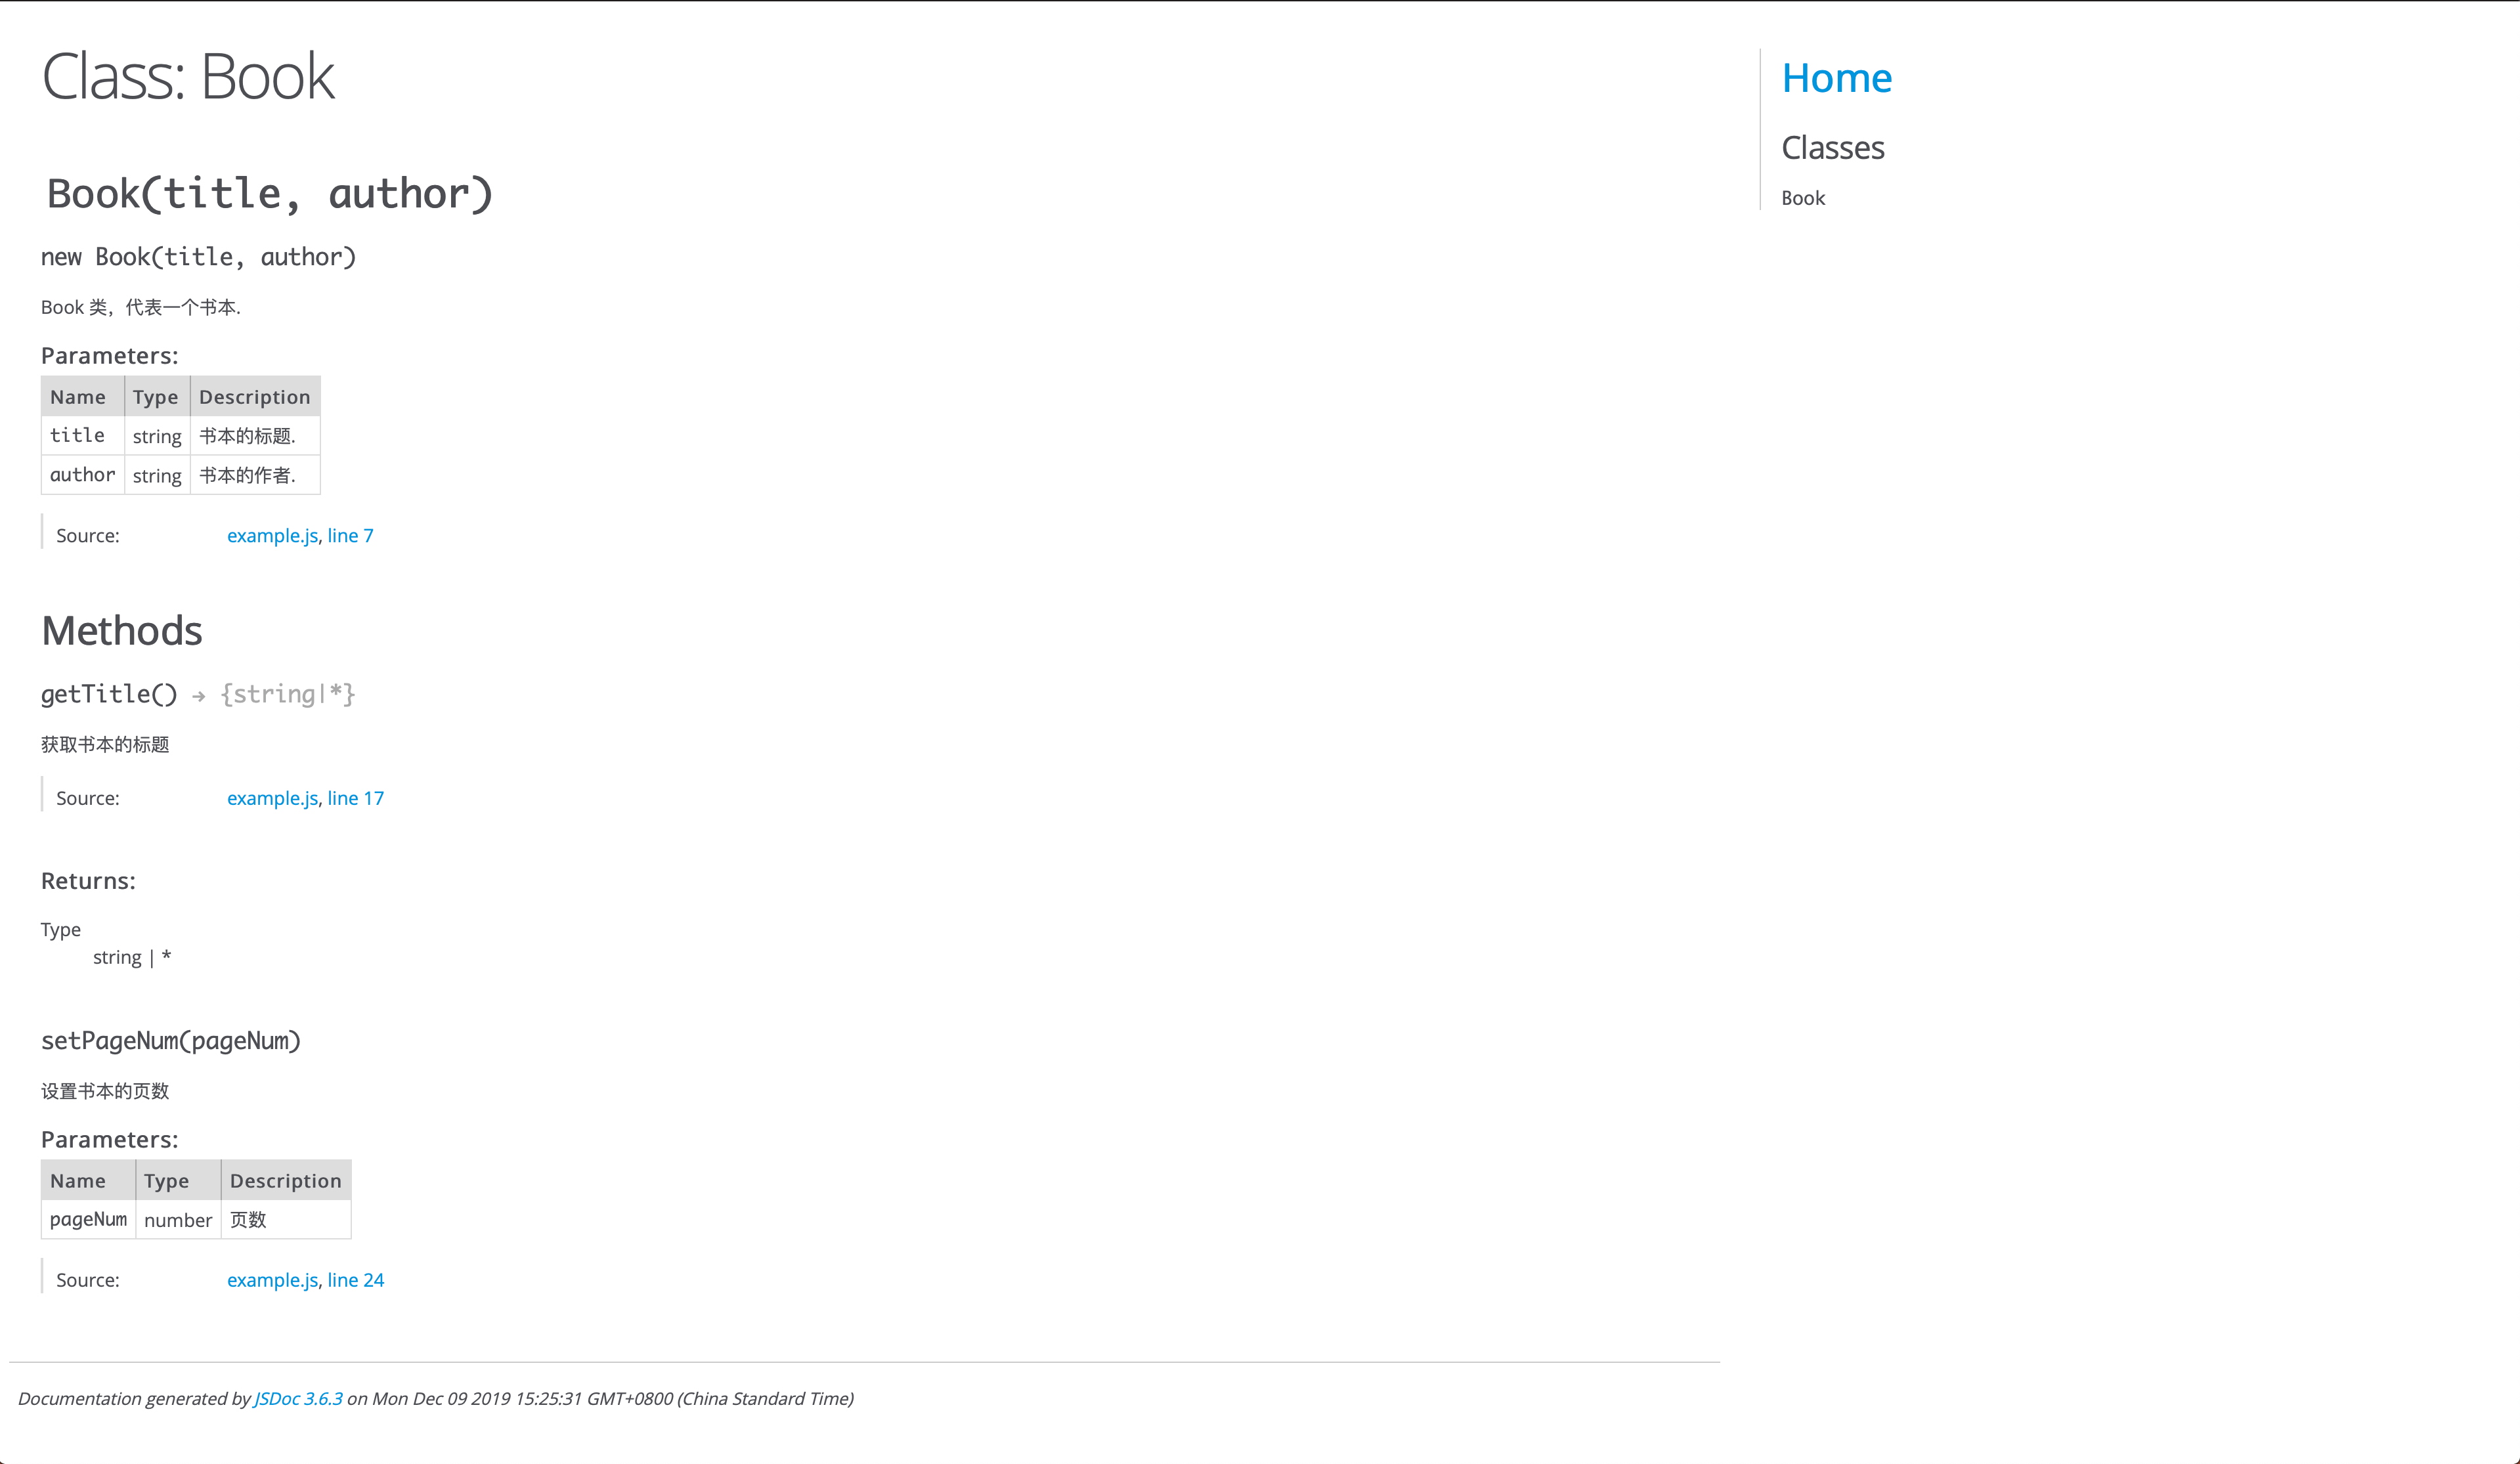 Class: Book
Book(title, author)
new Book(title, author)
Book 类，代表一个书本.
Parameters:
Name Type Description
title string 书本的标题.
author string 书本的作者.
Source: example.js, line 7
Methods
getTitle() → {string|*}
获取书本的标题
Source: example.js, line 17
Returns:
Type
string | *
setPageNum(pageNum)
设置书本的页数
Parameters:
Name Type Description
pageNum number 页数
Source: example.js, line 24
Documentation generated by JSDoc 3.6.3 on Mon Dec 09 2019 15:25:31 GMT+0800 (China Standard Time)
Home
Classes
Book